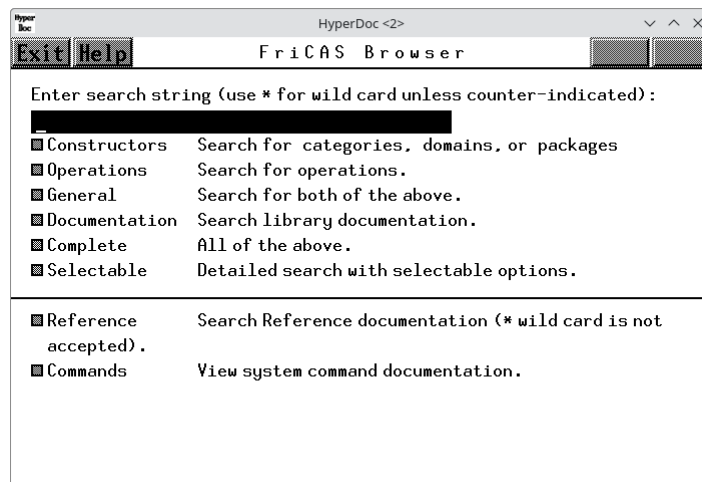 Hyper
Doc
HyperDoc <2>
Exit Help FriCAS Browser
Enter search string (use * for wild card unless counter-indicated):
Constructors Search for categories, domains, or packages
Operations Search for operations.
General Search for both of the above.
Documentation Search library documentation.
Complete All of the above.
Selectable Detailed search with selectable options.
Reference Search Reference documentation (* wild card is not
accepted).
Commands View system command documentation.